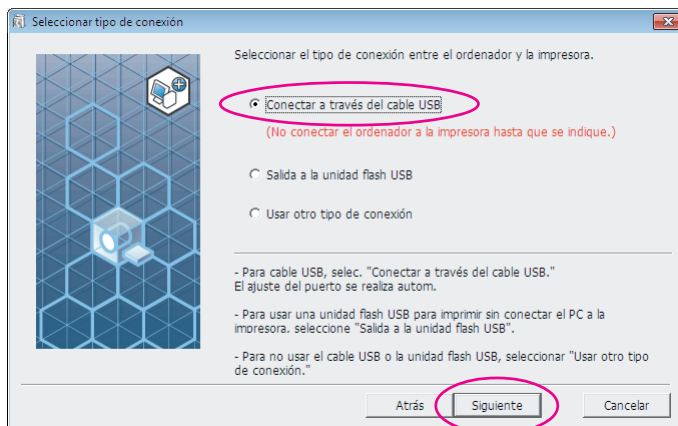 Seleccionar tipo de conexión
Seleccionar el tipo de conexión entre el ordenador y la impresora.
Conectar a través del cable USB
(No conectar el ordenador a la impresora hasta que se indique.)
Salida a la unidad flash USB
Usar otro tipo de conexión
- Para cable USB, selec. "Conectar a través del cable USB."
El ajuste del puerto se realiza autom.
- Para usar una unidad flash USB para imprimir sin conectar el PC a la
impresora. seleccione "Salida a la unidad flash USB".
- Para no usar el cable USB o la unidad flash USB, seleccionar "Usar otro tipo
de conexión."
Atrás Siguiente Cancelar